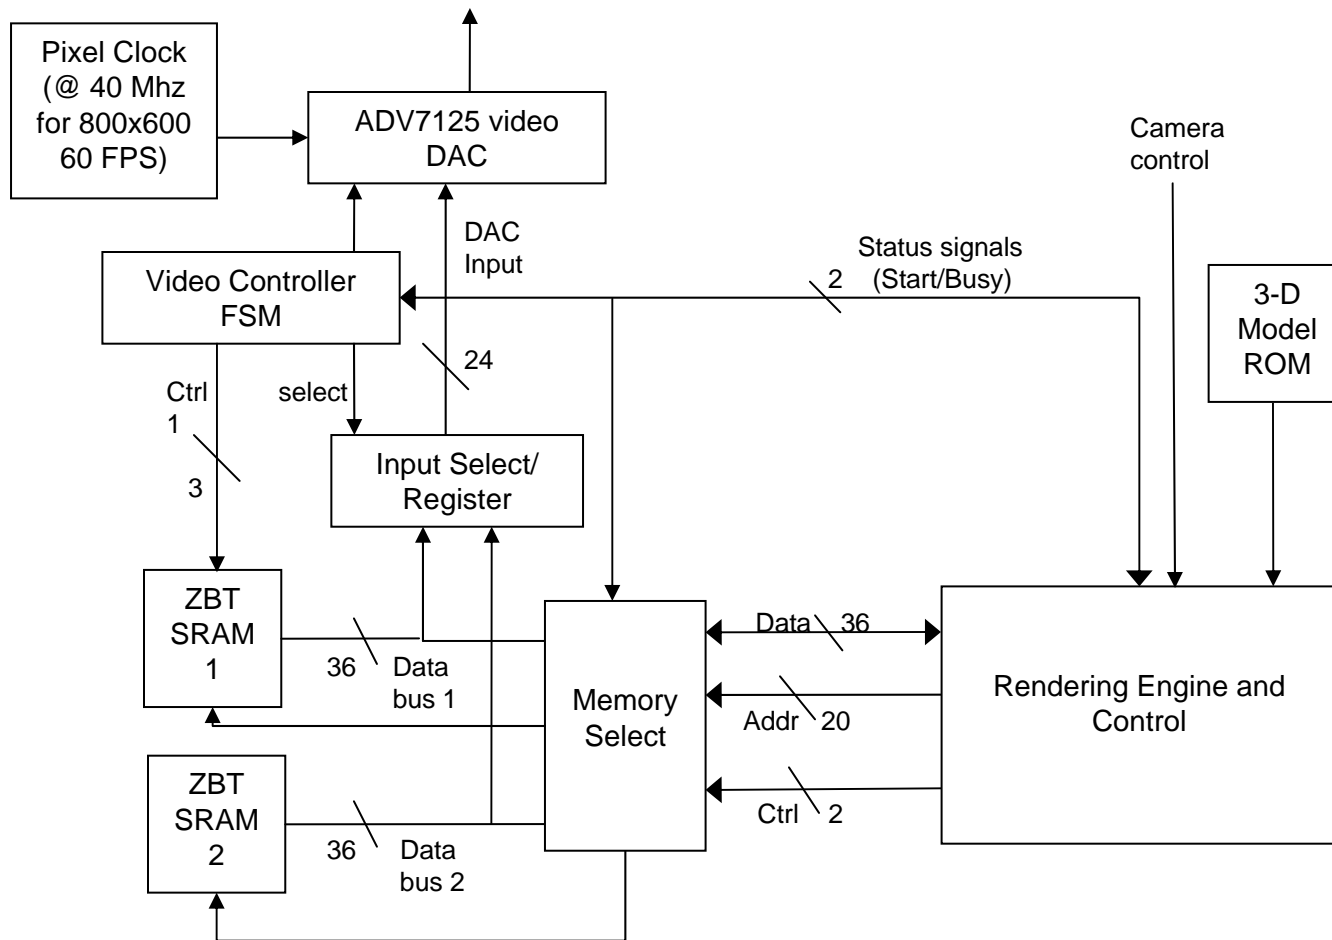 Pixel Clock
(@ 40 Mhz
for 800x600
60 FPS)
ADV7125 video
DAC
Camera
control
DAC
Input
Status signals
(Start/Busy)
2
Video Controller
FSM
3-D
Model
ROM
24
Ctrl
1
select
3
Input Select/
Register
ZBT
SRAM
1
36
Data
bus 1
Memory
Select
Data
36
Addr
20
Ctrl
2
Rendering Engine and
Control
ZBT
SRAM
2
36
Data
bus 2